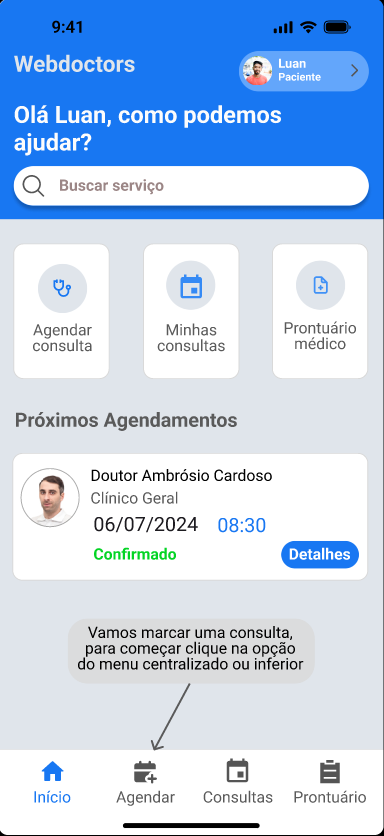 9:41
Webdoctors
Luan
Paciente
Olá Luan, como podemos
ajudar?
Buscar serviço
Agendar
consulta
Minhas
consultas
Prontuário
médico
Próximos Agendamentos
Doutor Ambrósio Cardoso
Clínico Geral
06/07/2024 08:30
Confirmado
Detalhes
Vamos marcar uma consulta,
para começar clique na opção
do menu centralizado ou inferior
Início
Agendar
Consultas
Prontuário